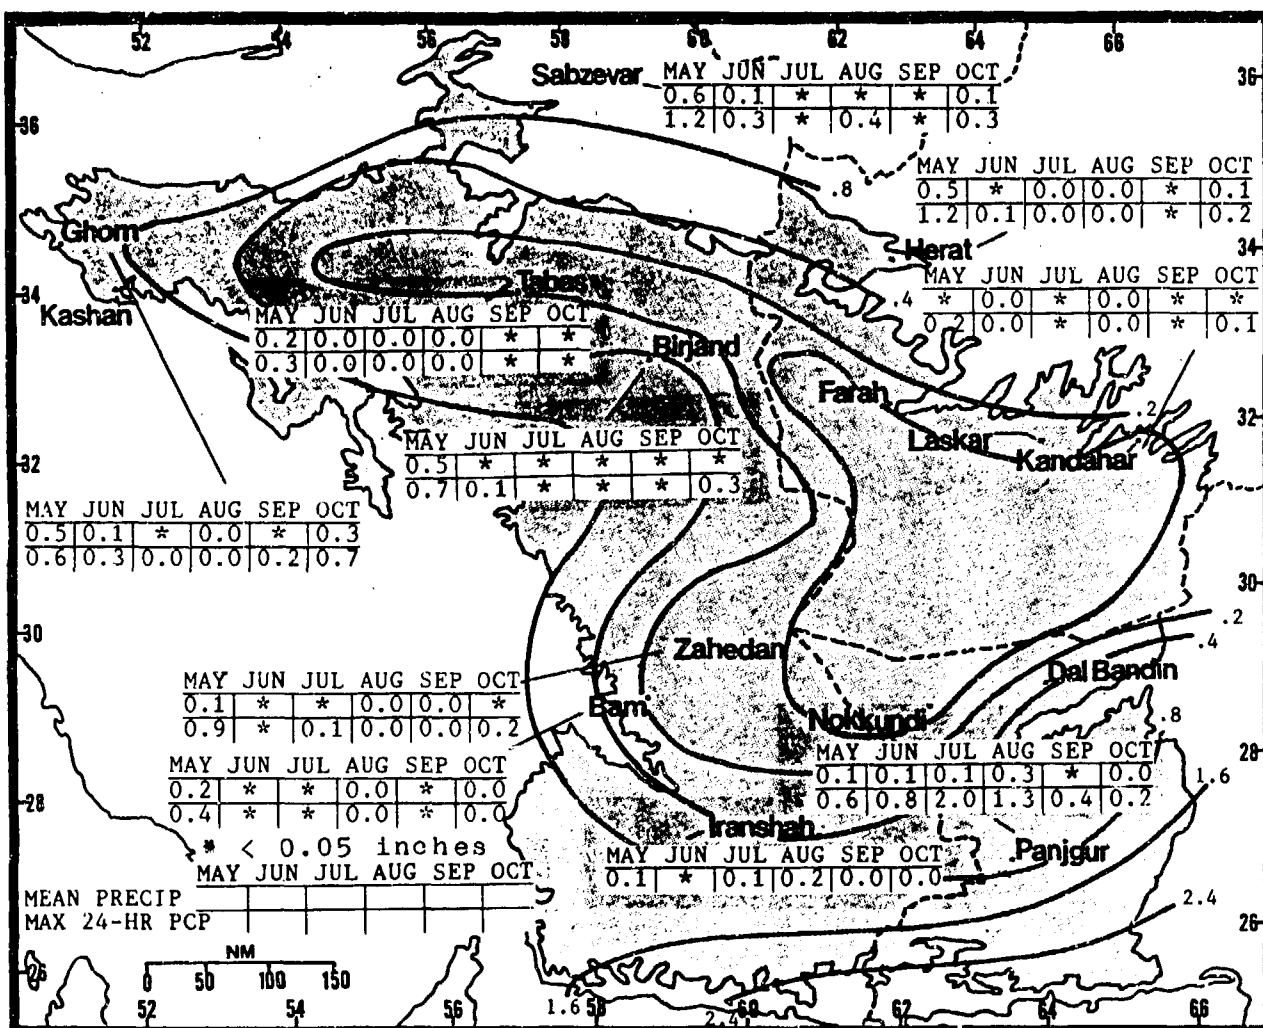 52 54 56 58 60 62 64 66
Sabzevar
MAY JUN JUL AUG SEP OCT
0.6 0.1 * * * 0.1
1.2 0.3 * 0.4 * 0.3
36
36
.8
MAY JUN JUL AUG SEP OCT
0.5 * 0.0 0.0 * 0.1
1.2 0.1 0.0 0.0 * 0.2
Ghom
Herat
34
MAY JUN JUL AUG SEP OCT
* 0.0 * 0.0 * *
0.2 0.0 * 0.0 * 0.1
34
Tabas
.4
Kashan
MAY JUN JUL AUG SEP OCT
0.2 0.0 0.0 0.0 * *
0.3 0.0 0.0 0.0 * *
Birjand
Farah
.2
32
Laskar
Kandahar
MAY JUN JUL AUG SEP OCT
0.5 * * * * *
0.7 0.1 * * * 0.3
32
MAY JUN JUL AUG SEP OCT
0.5 0.1 * 0.0 * 0.3
0.6 0.3 0.0 0.0 0.2 0.7
30
30
.2
.4
Zahedan
Dal Bandin
MAY JUN JUL AUG SEP OCT
0.1 * * 0.0 0.0 *
0.9 * 0.1 0.0 0.0 0.2
Bam
Nokkundi
.8
28
MAY JUN JUL AUG SEP OCT
0.1 0.1 0.1 0.3 * 0.0
0.6 0.8 2.0 1.3 0.4 0.2
1.6
MAY JUN JUL AUG SEP OCT
0.2 * * 0.0 * 0.0
0.4 * * 0.0 * 0.0
28
Iranshah
* < 0.05 inches
MAY JUN JUL AUG SEP OCT
0.1 * 0.1 0.2 0.0 0.0
Panjgur
MAY JUN JUL AUG SEP OCT
MEAN PRECIP
MAX 24-HR PCP
2.4
26
NM
0 50 100 150
26
52 54 56 1.6 58 2.4 60 62 64 66